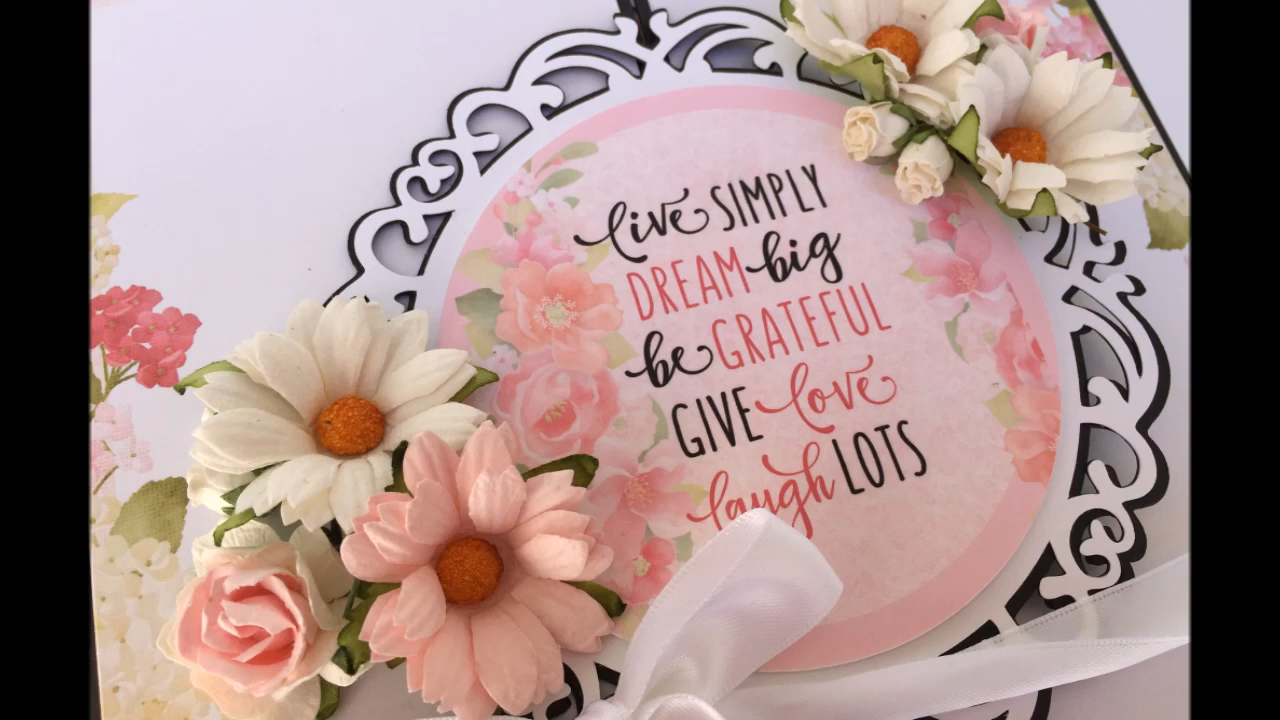 live SIMPLY
DREAM big
be GRATEFUL
GIVE love
laugh LOTS